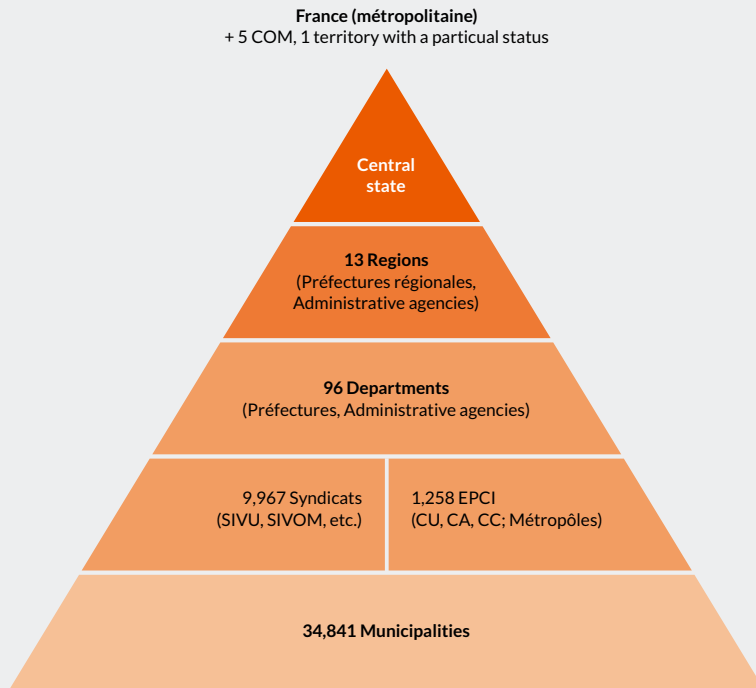 France (métropolitaine)
+ 5 COM, 1 territory with a particual status
Central
state
13 Regions
(Préfectures régionales,
Administrative agencies)
96 Departments
(Préfectures, Administrative agencies)
9,967 Syndicats
(SIVU, SIVOM, etc.)
1,258 EPCI
(CU, CA, CC; Métropôles)
34,841 Municipalities